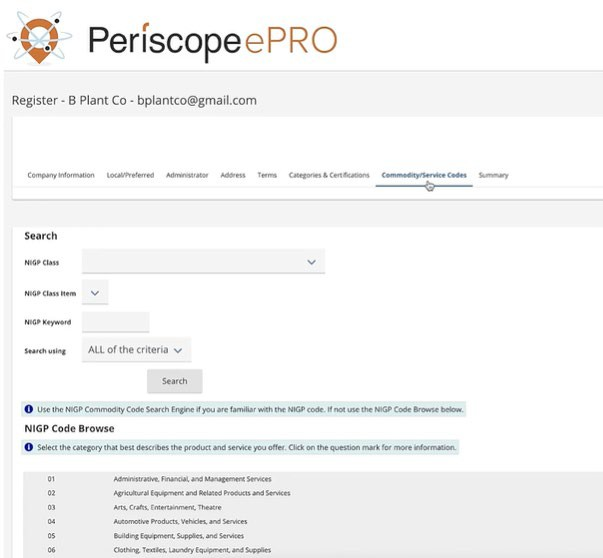 Periscope ePRO
Register - B Plant Co - bplantco@gmail.com
Company Information Local/Preferred Administrator Address Terms Categories & Certifications Commodity/Service Codes Summary
Search
NIGP Class
NIGP Class Item
NIGP Keyword
Search using ALL of the criteria
Search
Use the NIGP Commodity Code Search Engine if you are familiar with the NIGP code. If not use the NIGP Code Browse below.
NIGP Code Browse
Select the category that best describes the product and service you offer. Click on the question mark for more information.
01 Administrative, Financial, and Management Services
02 Agricultural Equipment and Related Products and Services
03 Arts, Crafts, Entertainment, Theatre
04 Automotive Products, Vehicles, and Services
05 Building Equipment, Supplies, and Services
06 Clothing, Textiles, Laundry Equipment, and Supplies